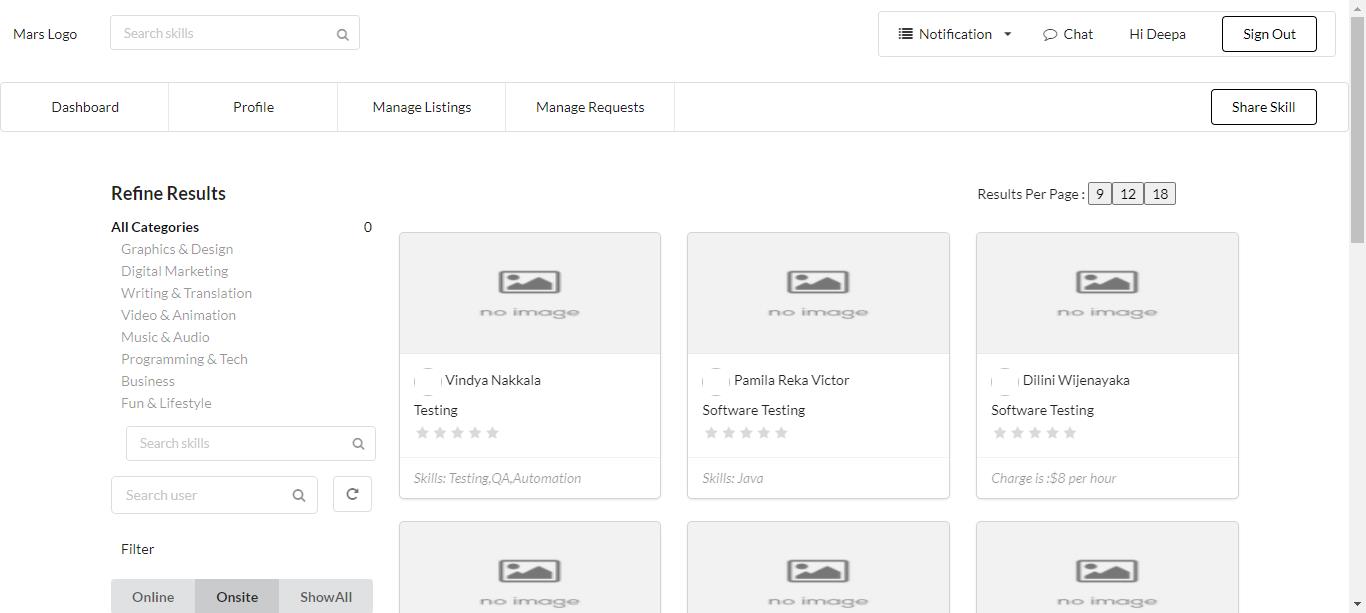 Mars Logo
Search skills
Notification
Chat
Hi Deepa
Sign Out
Dashboard
Profile
Manage Listings
Manage Requests
Share Skill
Refine Results
Results Per Page : 9 12 18
All Categories 0
Graphics & Design
Digital Marketing
Writing & Translation
Video & Animation
Music & Audio
Programming & Tech
Business
Fun & Lifestyle
Search skills
Search user
Filter
Online Onsite ShowAll
no image
Vindya Nakkala
Testing
Skills: Testing,QA,Automation
no image
Pamila Reka Victor
Software Testing
Skills: Java
no image
Dilini Wijenayaka
Software Testing
Charge is :$8 per hour
no image
no image
no image